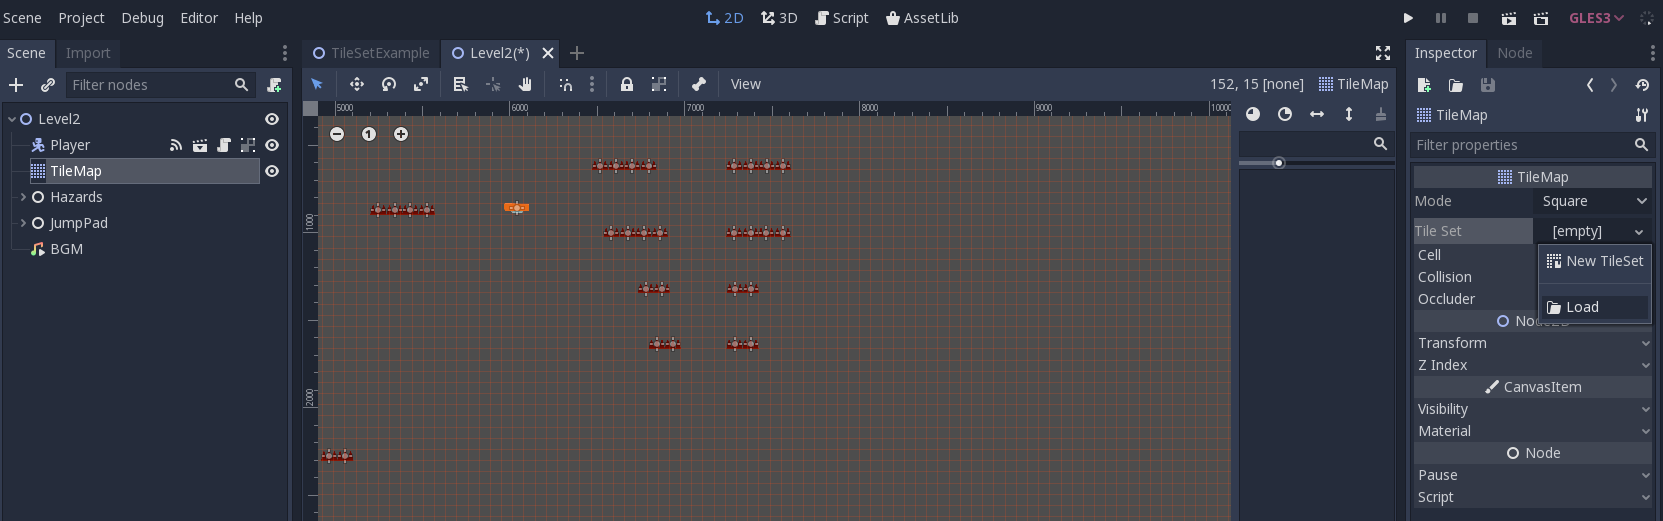 Scene Project Debug Editor Help 2D 3D Script AssetLib GLES3
Scene Import TileSetExample Level2(*) Inspector Node
Filter nodes View 152, 15 [none] TileMap
5000 6000 7000 8000 9000 10000
Level2
Player
TileMap
Hazards
JumpPad
BGM
1
1000
2000
TileMap
Filter properties
TileMap
Mode Square
Tile Set [empty]
Cell New TileSet
Collision
Occluder Load
Transform
Z Index
CanvasItem
Visibility
Material
Node
Pause
Script